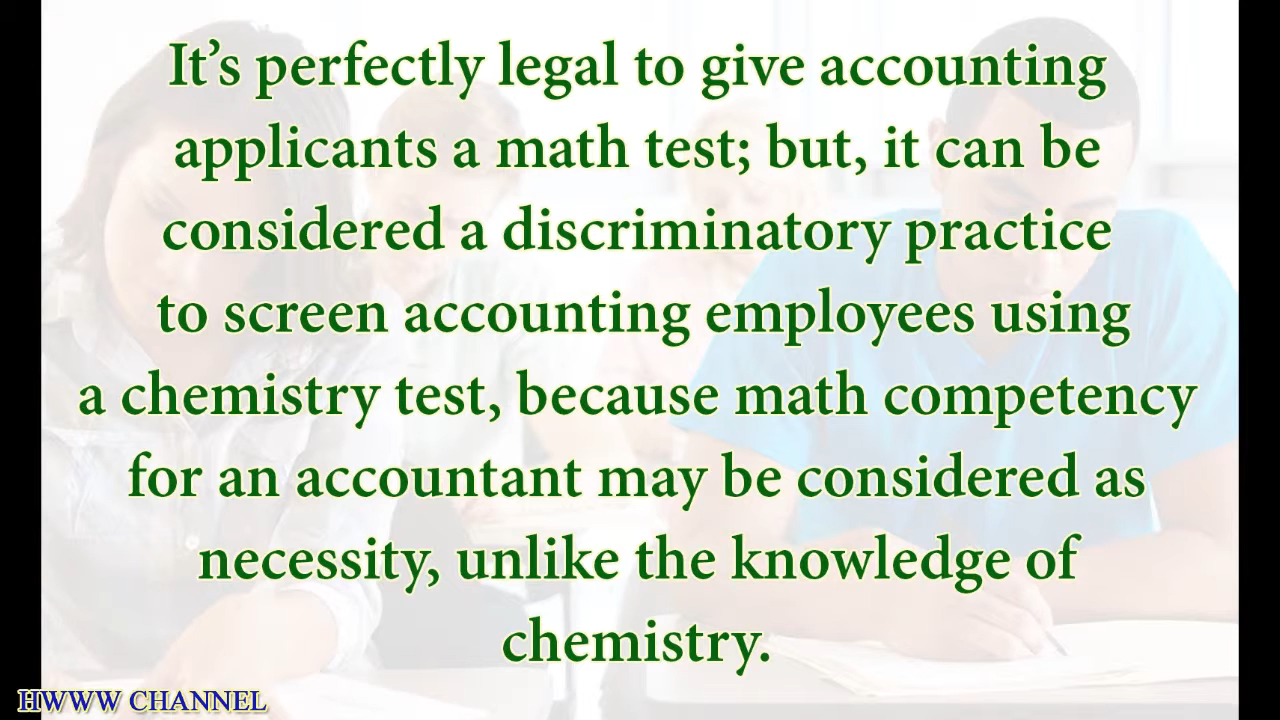 It’s perfectly legal to give accounting
applicants a math test; but, it can be
considered a discriminatory practice
to screen accounting employees using
a chemistry test, because math competency
for an accountant may be considered as
necessity, unlike the knowledge of
chemistry.
HWWW CHANNEL